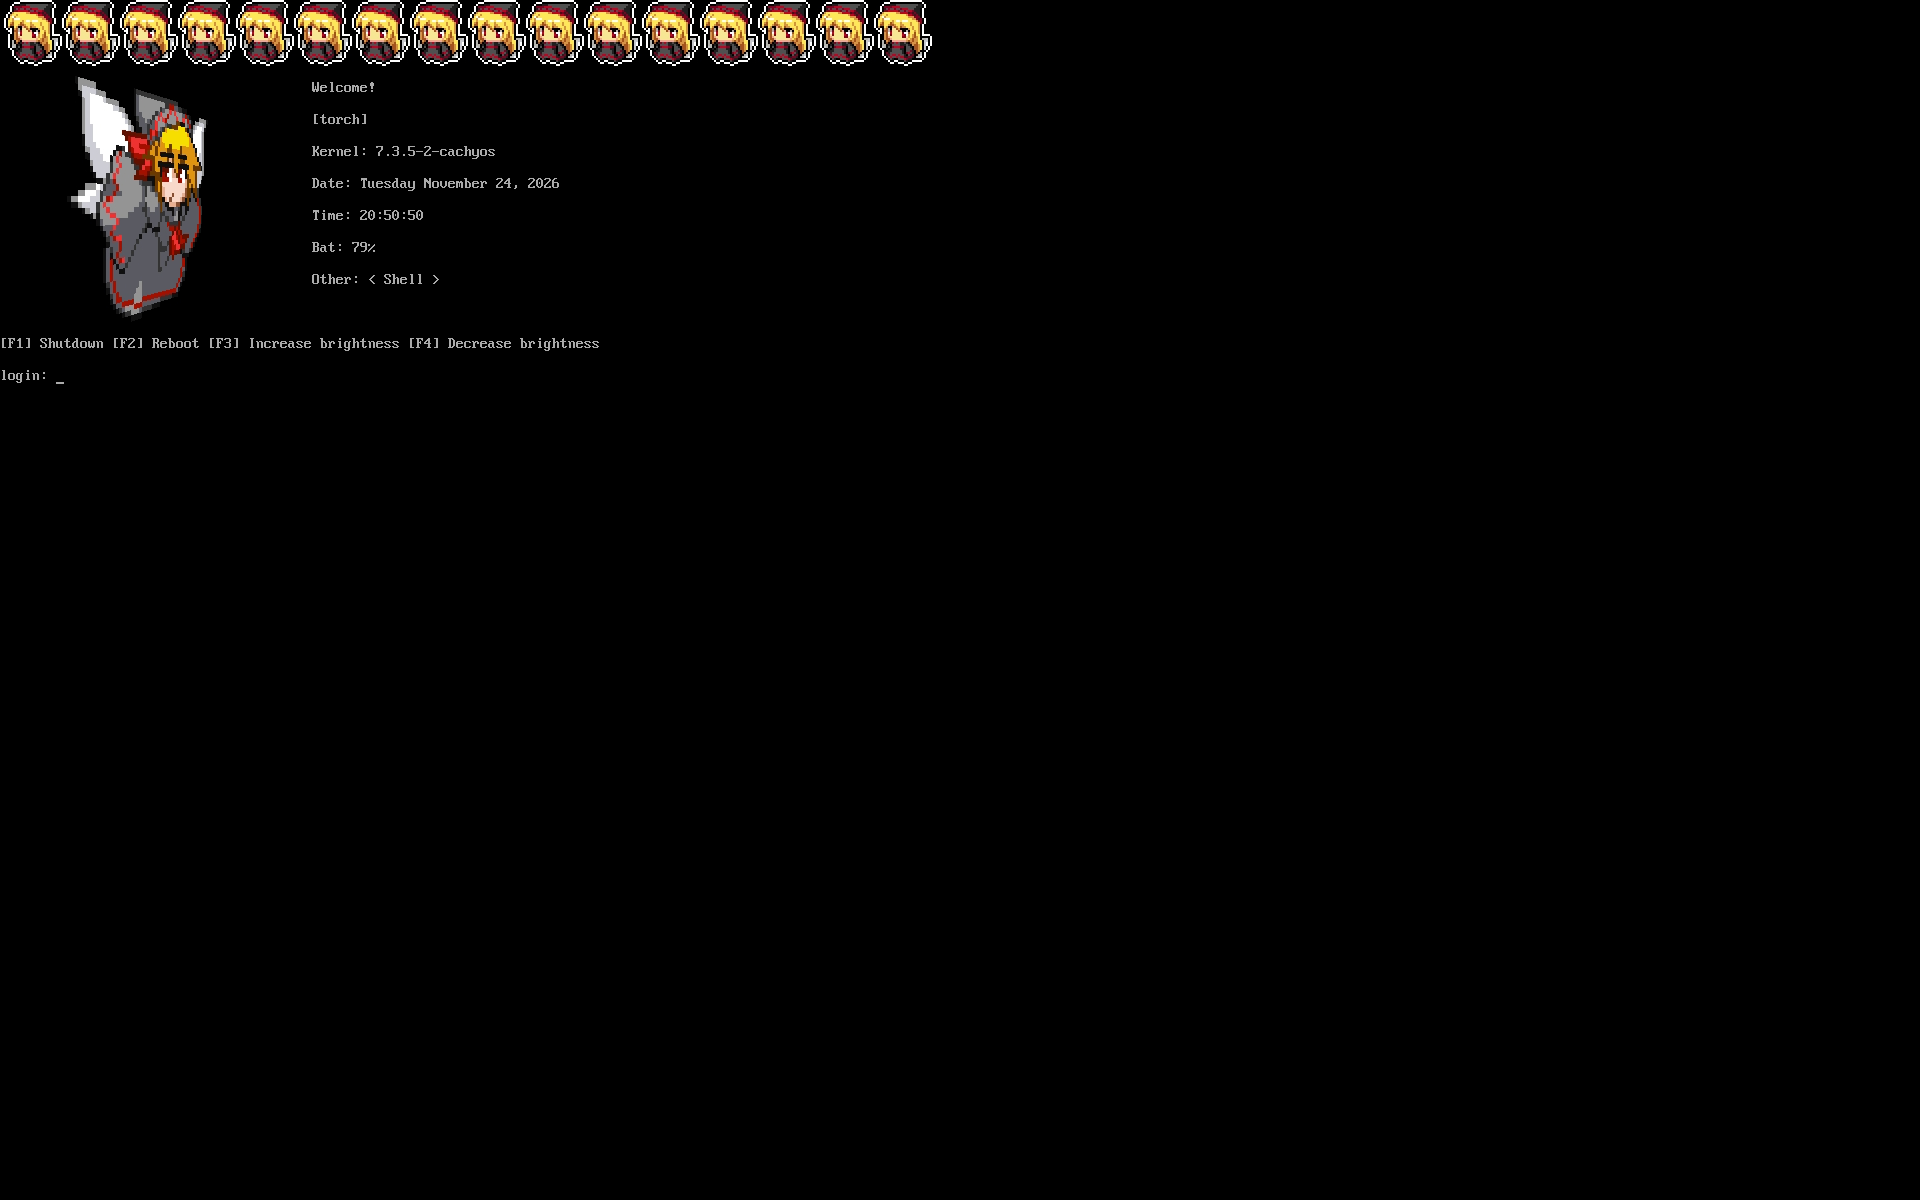 Welcome!
[torch]
Kernel: 7.3.5-2-cachyos
Date: Tuesday November 24, 2026
Time: 20:50:50
Bat: 79%
Other: < Shell >
[F1] Shutdown [F2] Reboot [F3] Increase brightness [F4] Decrease brightness
login: _